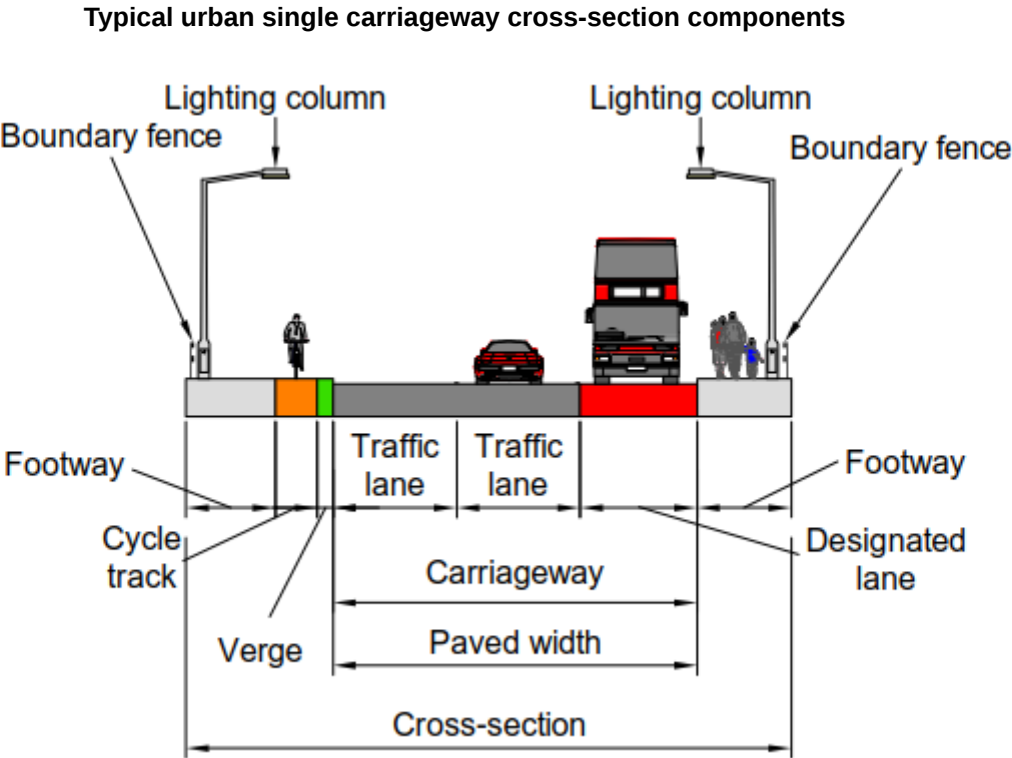 Typical urban single carriageway cross-section components
Lighting column
Lighting column
Boundary fence
Boundary fence
Footway
Traffic
lane
Traffic
lane
Footway
Cycle
track
Designated
lane
Carriageway
Verge
Paved width
Cross-section